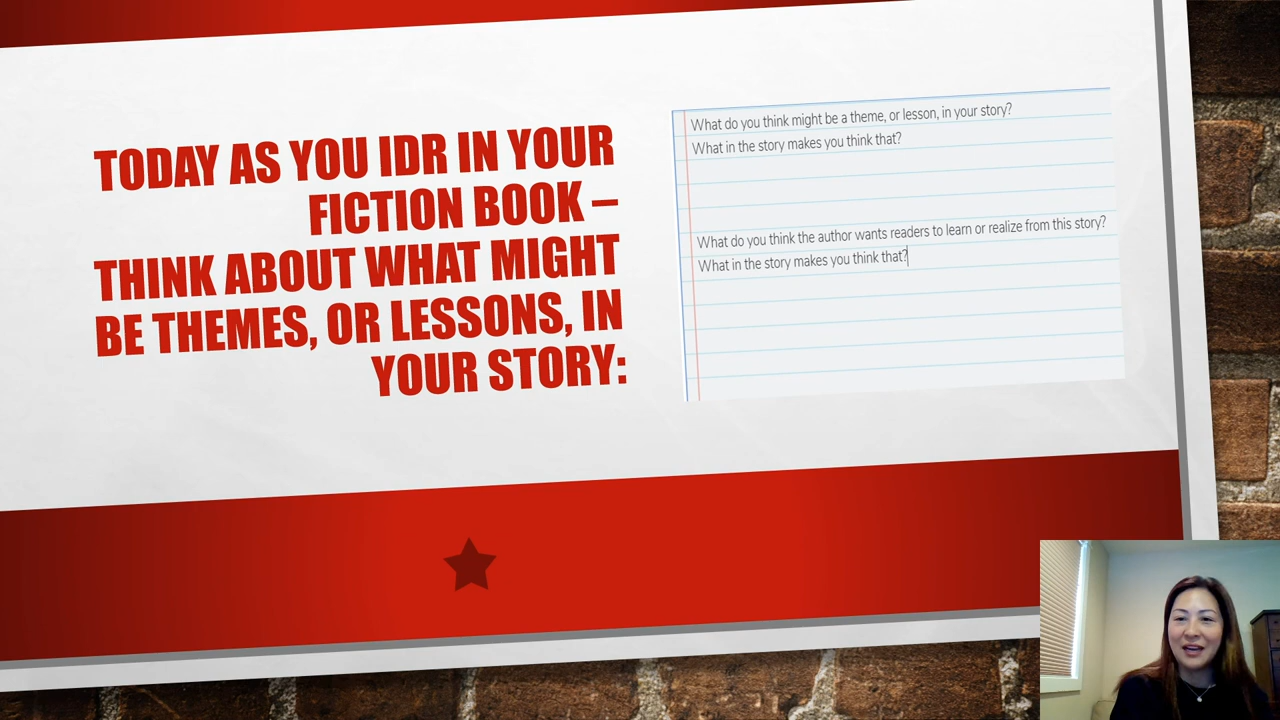 TODAY AS YOU IDR IN YOUR
FICTION BOOK –
THINK ABOUT WHAT MIGHT
BE THEMES, OR LESSONS, IN
YOUR STORY:
What do you think might be a theme, or lesson, in your story?
What in the story makes you think that?
What do you think the author wants readers to learn or realize from this story?
What in the story makes you think that?